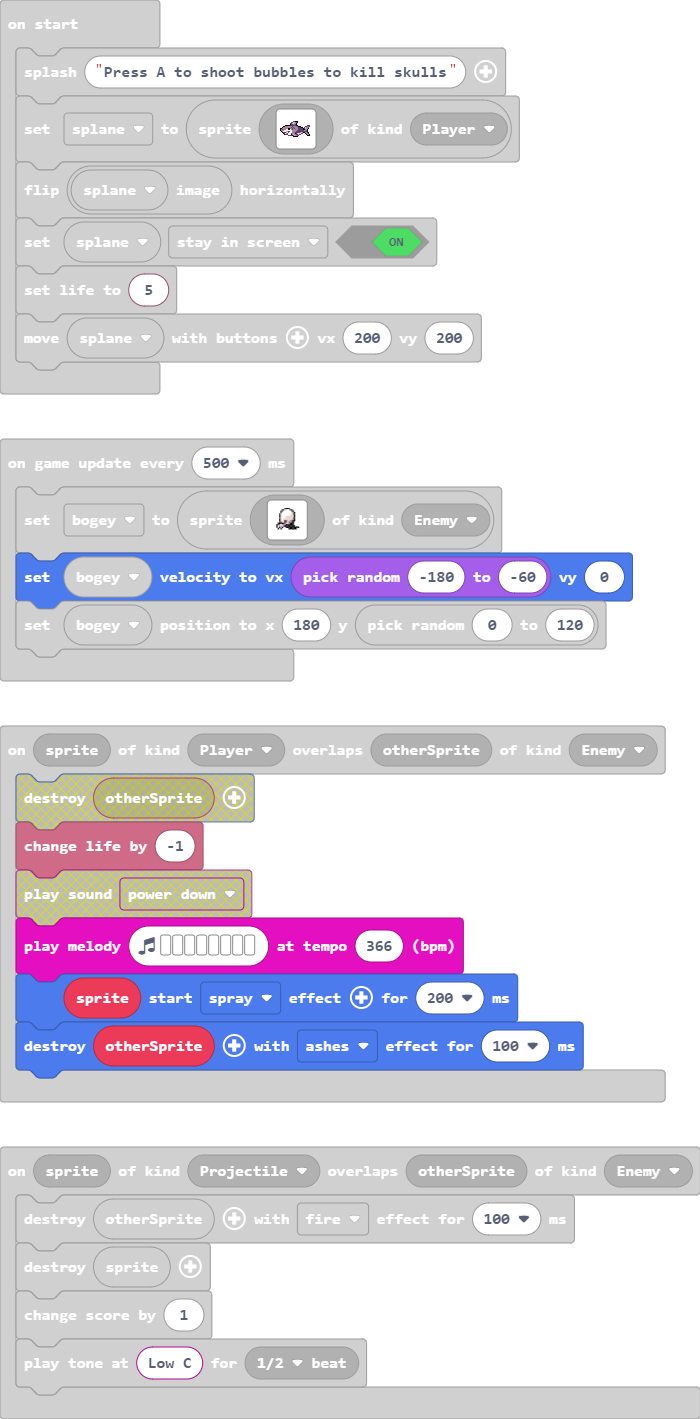 on start
splash "Press A to shoot bubbles to kill skulls"
set splane to sprite of kind Player
flip splane image horizontally
set splane stay in screen ON
set life to 5
move splane with buttons vx 200 vy 200
on game update every 500 ms
set bogey to sprite of kind Enemy
set bogey velocity to vx pick random -180 to -60 vy 0
set bogey position to x 180 y pick random 0 to 120
on sprite of kind Player overlaps otherSprite of kind Enemy
destroy otherSprite
change life by -1
play sound power down
play melody at tempo 366 (bpm)
sprite start spray effect for 200 ms
destroy otherSprite with ashes effect for 100 ms
on sprite of kind Projectile overlaps otherSprite of kind Enemy
destroy otherSprite with fire effect for 100 ms
destroy sprite
change score by 1
play tone at Low C for 1/2 beat